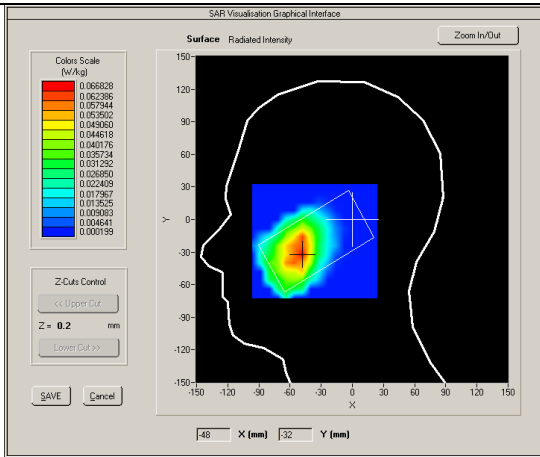 SAR Visualisation Graphical Interface
Surface Radiated Intensity
Zoom In/Out
Colors Scale
(W/kg)
0.066828
0.062386
0.057944
0.053502
0.049060
0.044618
0.040176
0.035734
0.031292
0.026850
0.022409
0.017967
0.013525
0.009083
0.004641
0.000199
Z-Cuts Control
<< Upper Cut
Z = 0.2 mm
Lower Cut >>
SAVE Cancel
150
120
90
60
30
0
-30
-60
-90
-120
-150
Y
-150 -120 -90 -60 -30 0 30 60 90 120 150
X
-48 X (mm) -32 Y (mm)